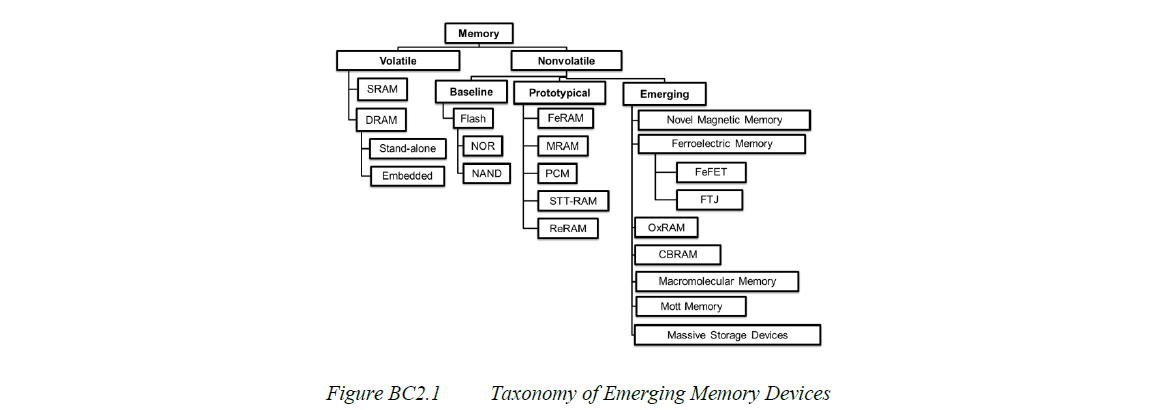 Memory
Volatile
Nonvolatile
SRAM
DRAM
Stand-alone
Embedded
Baseline
Flash
NOR
NAND
Prototypical
FeRAM
MRAM
PCM
STT-RAM
ReRAM
Emerging
Novel Magnetic Memory
Ferroelectric Memory
FeFET
FTJ
OxRAM
CBRAM
Macromolecular Memory
Mott Memory
Massive Storage Devices
Figure BC2.1 Taxonomy of Emerging Memory Devices